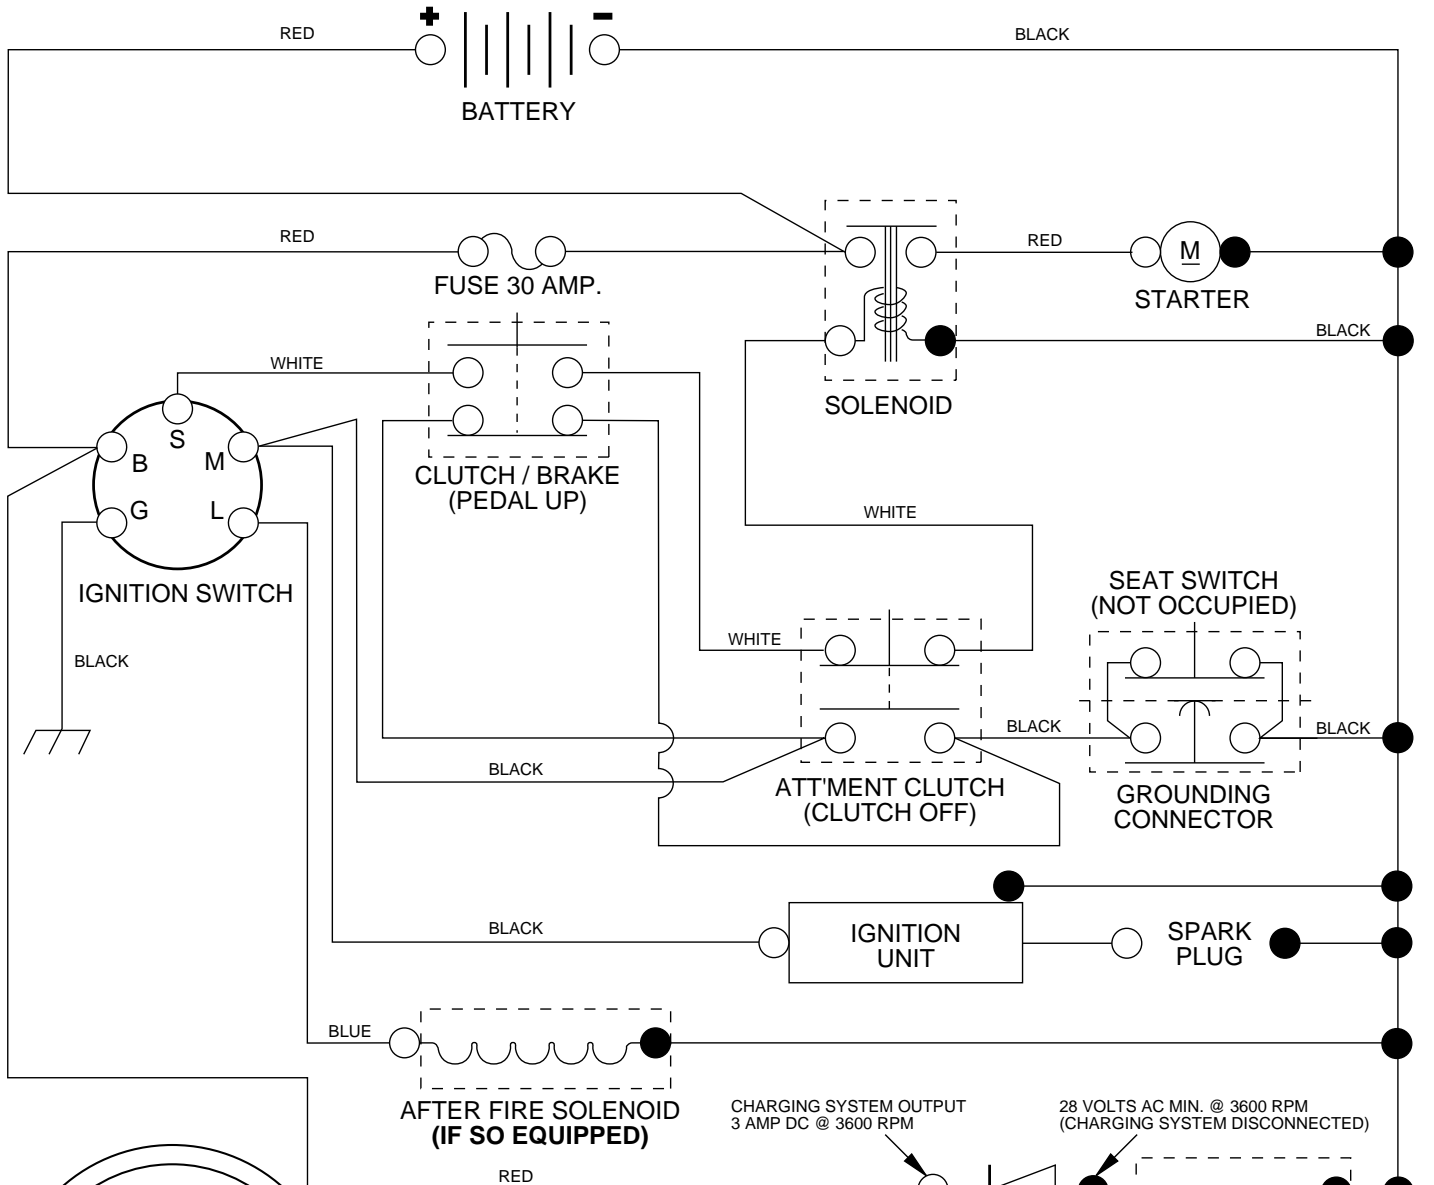 +
−
RED
BLACK
BATTERY
RED
RED
M
FUSE 30 AMP.
STARTER
BLACK
WHITE
SOLENOID
S
B
M
CLUTCH / BRAKE
(PEDAL UP)
G
L
WHITE
IGNITION SWITCH
SEAT SWITCH
(NOT OCCUPIED)
WHITE
BLACK
BLACK
BLACK
BLACK
ATT'MENT CLUTCH
(CLUTCH OFF)
GROUNDING
CONNECTOR
BLACK
IGNITION
UNIT
SPARK
PLUG
BLUE
AFTER FIRE SOLENOID
(IF SO EQUIPPED)
CHARGING SYSTEM OUTPUT
3 AMP DC @ 3600 RPM
28 VOLTS AC MIN. @ 3600 RPM
(CHARGING SYSTEM DISCONNECTED)
RED